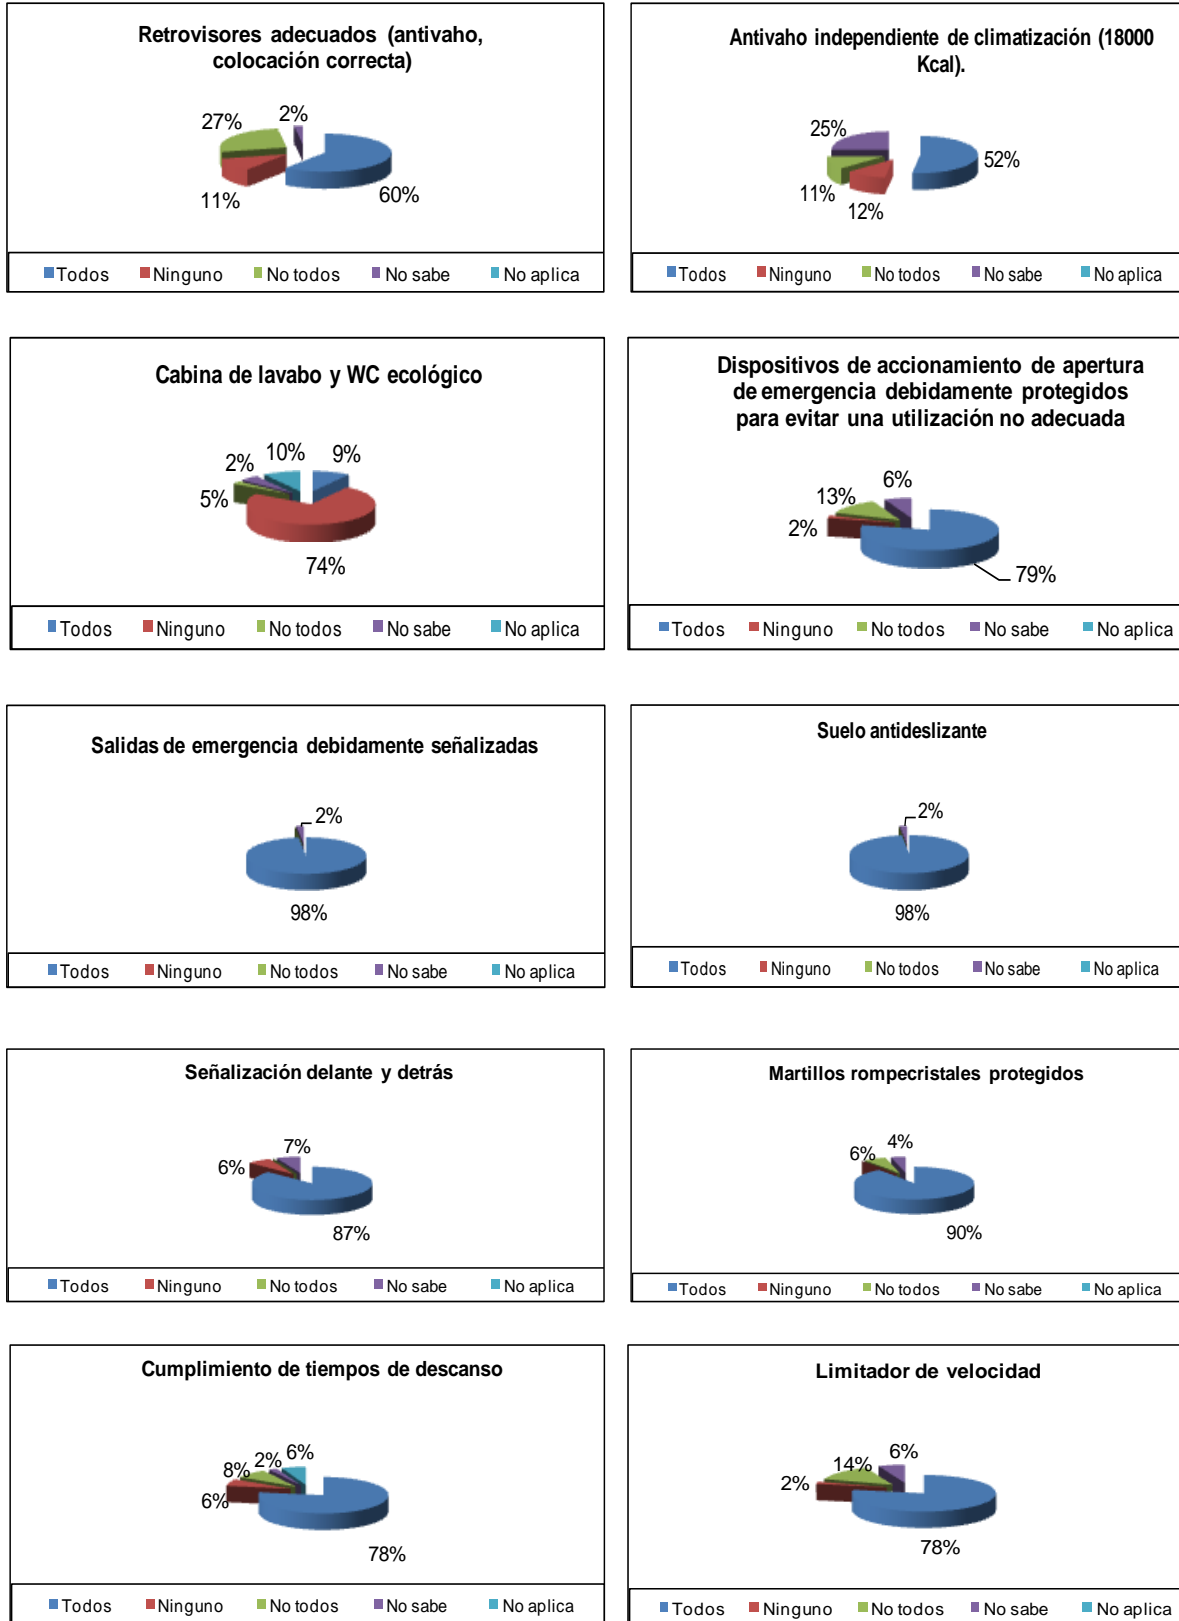 Retrovisores adecuados (antivaho,
colocación correcta)
27%
2%
11%
60%
Todos Ninguno No todos No sabe No aplica
Antivaho independiente de climatización (18000
Kcal).
25%
52%
11%
12%
Todos Ninguno No todos No sabe No aplica
Cabina de lavabo y WC ecológico
2%
10%
9%
5%
74%
Todos Ninguno No todos No sabe No aplica
Dispositivos de accionamiento de apertura
de emergencia debidamente protegidos
para evitar una utilización no adecuada
13%
6%
2%
79%
Todos Ninguno No todos No sabe No aplica
Salidas de emergencia debidamente señalizadas
2%
98%
Todos Ninguno No todos No sabe No aplica
Suelo antideslizante
2%
98%
Todos Ninguno No todos No sabe No aplica
Señalización delante y detrás
7%
6%
87%
Todos Ninguno No todos No sabe No aplica
Martillos rompecristales protegidos
4%
6%
90%
Todos Ninguno No todos No sabe No aplica
Cumplimiento de tiempos de descanso
8%
2%
6%
6%
78%
Todos Ninguno No todos No sabe No aplica
Limitador de velocidad
14%
6%
2%
78%
Todos Ninguno No todos No sabe No aplica